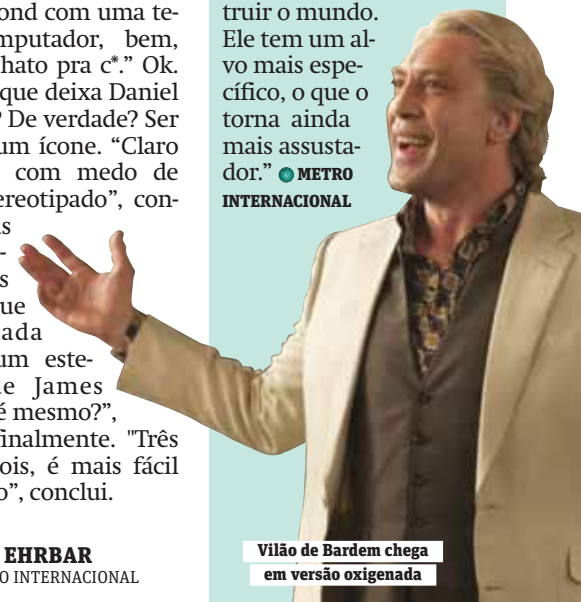 ond com uma te-
mputador, bem,
hato pra c*.” Ok.
que deixa Daniel
? De verdade? Ser
um ícone. “Claro
com medo de
ereotipado”, con-
s
-
s
ue
ada
um este-
e James
é mesmo?”,
finalmente. "Três
ois, é mais fácil
o”, conclui.
EHRBAR
O INTERNACIONAL
truir o mundo.
Ele tem um al-
vo mais espe-
cífico, o que o
torna ainda
mais assusta-
dor.” METRO
INTERNACIONAL
Vilão de Bardem chega
em versão oxigenada